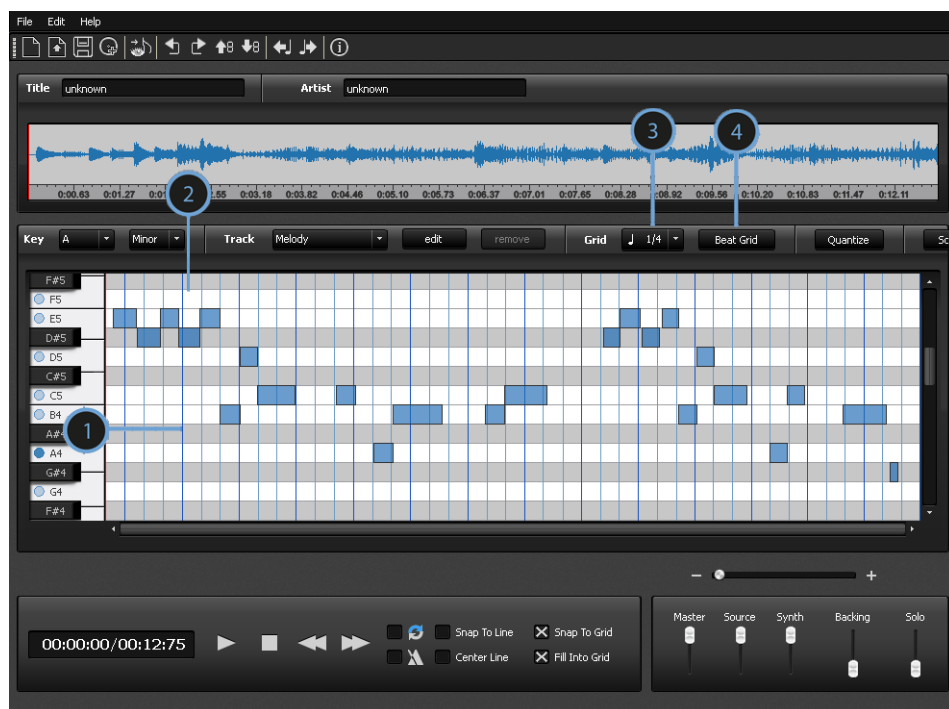 File Edit Help
Title unknown Artist unknown
3 4
0:00.63 0:01.27 2 0:03.18 0:03.82 0:04.46 0:05.10 0:05.73 0:06.37 0:07.01 0:07.65 0:08.28 0:09.56 0:10.20 0:10.83 0:11.47 0:12.11
Key A Minor Track Melody edit remove Grid 1/4 Beat Grid Quantize
F#5
F5
E5
D#5
D5
C#5
C5
B4
1
A4
G#4
G4
F#4
Master Source Synth Backing Solo
00:00:00/00:12:75 Snap To Line Snap To Grid
Center Line Fill Into Grid